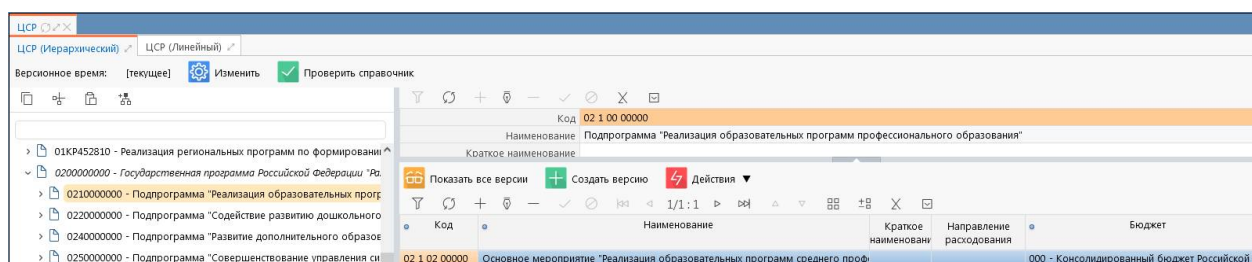 ЦСР
ЦСР (Иерархический) ЦСР (Линейный)
Версионное время: [текущее] Изменить Проверить справочник
Код 02 1 00 00000
Наименование Подпрограмма "Реализация образовательных программ профессионального образования"
Краткое наименование
01КР452810 - Реализация региональных программ по формировани
0200000000 - Государственная программа Российской Федерации "Ра
0210000000 - Подпрограмма "Реализация образовательных прогр
0220000000 - Подпрограмма "Содействие развитию дошкольного
0240000000 - Подпрограмма "Развитие дополнительного образов
0250000000 - Подпрограмма "Совершенствование управления си
Показать все версии Создать версию Действия
1/1 : 1
Код Наименование Краткое наименовани Направление расходования Бюджет
02 1 02 00000 Основное мероприятие "Реализация образовательных программ среднего проф 000 - Консолидированный бюджет Российской